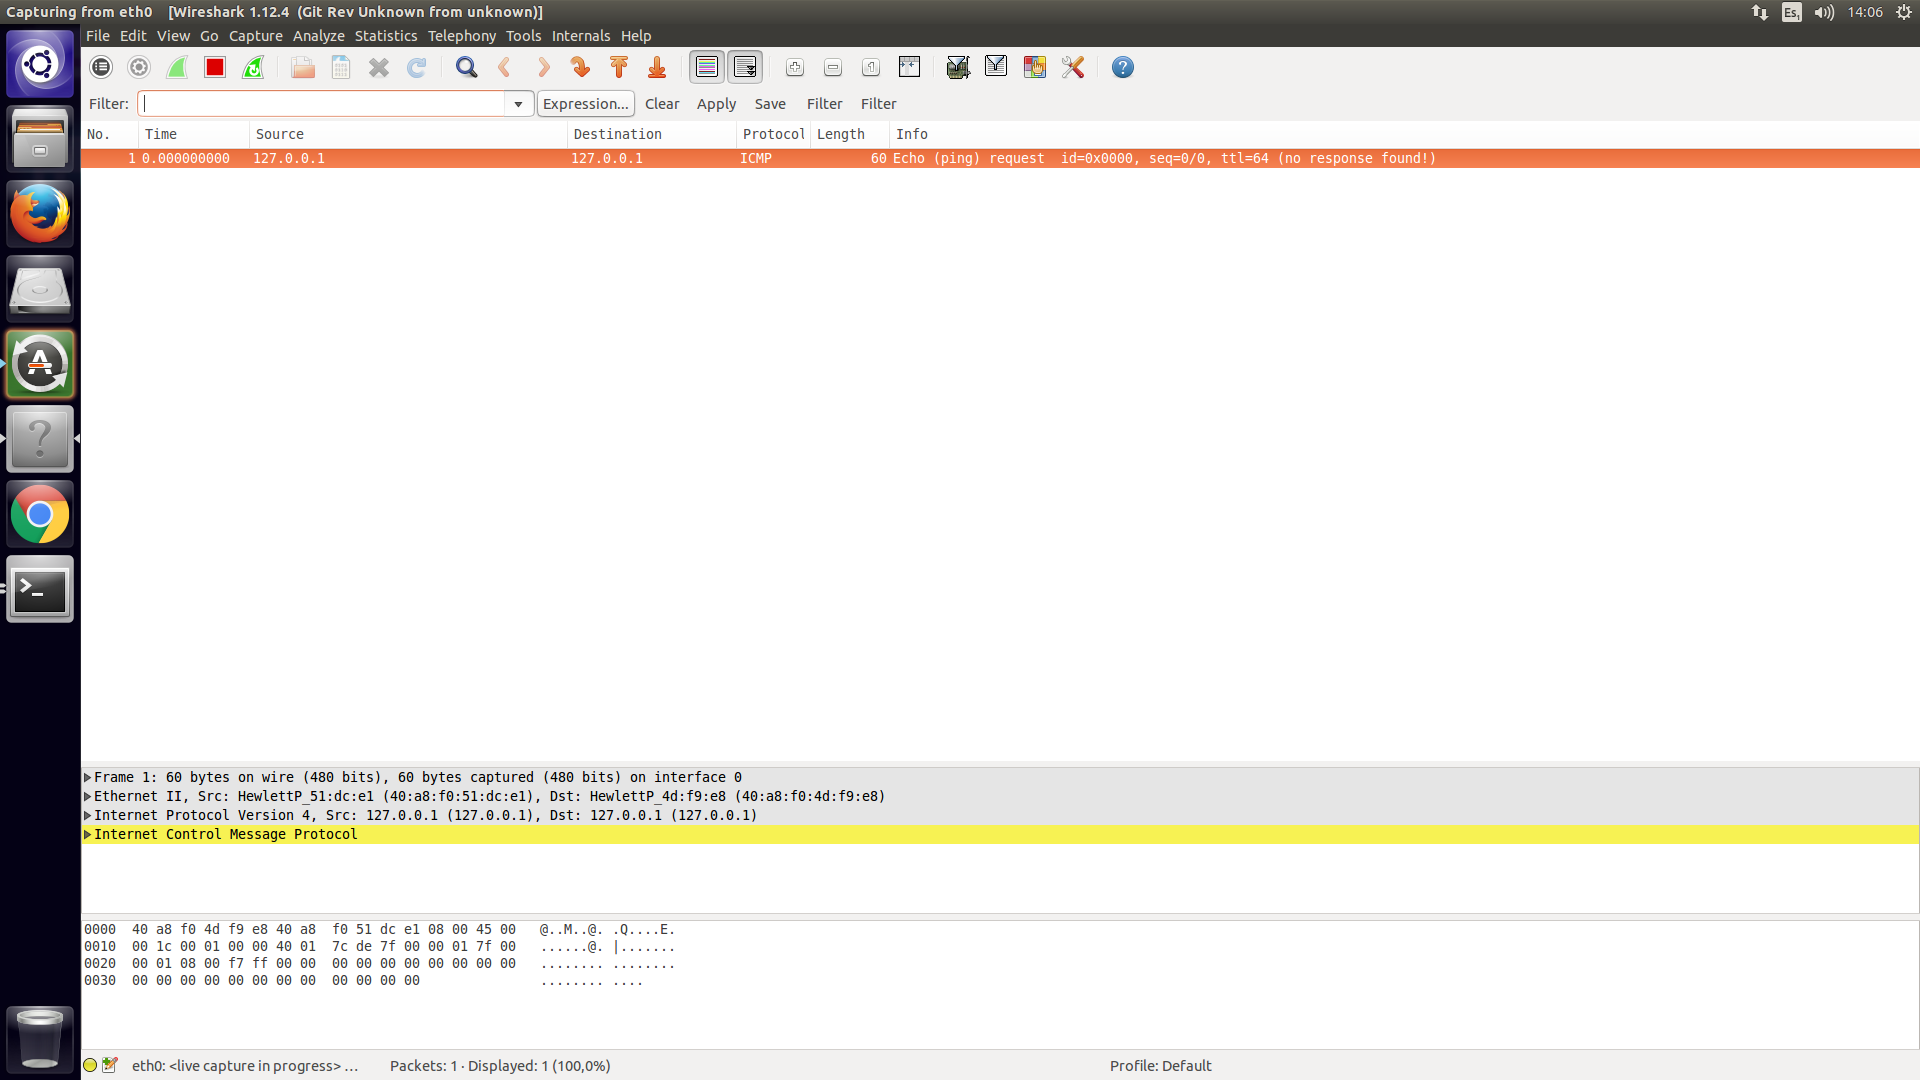 Capturing from eth0   [Wireshark 1.12.4  (Git Rev Unknown from unknown)]
Es1 14:06
File Edit View Go Capture Analyze Statistics Telephony Tools Internals Help
Filter: Expression... Clear Apply Save Filter Filter
No. Time Source Destination Protocol Length Info
1 0.000000000 127.0.0.1 127.0.0.1 ICMP 60 Echo (ping) request  id=0x0000, seq=0/0, ttl=64 (no response found!)
Frame 1: 60 bytes on wire (480 bits), 60 bytes captured (480 bits) on interface 0
Ethernet II, Src: HewlettP_51:dc:e1 (40:a8:f0:51:dc:e1), Dst: HewlettP_4d:f9:e8 (40:a8:f0:4d:f9:e8)
Internet Protocol Version 4, Src: 127.0.0.1 (127.0.0.1), Dst: 127.0.0.1 (127.0.0.1)
Internet Control Message Protocol
0000  40 a8 f0 4d f9 e8 40 a8  f0 51 dc e1 08 00 45 00   @..M..@. .Q....E.
0010  00 1c 00 01 00 00 40 01  7c de 7f 00 00 01 7f 00   ......@. |.......
0020  00 01 08 00 f7 ff 00 00  00 00 00 00 00 00 00 00   ........ ........
0030  00 00 00 00 00 00 00 00  00 00 00 00   ........ ....
eth0: <live capture in progress> ... Packets: 1 · Displayed: 1 (100,0%) Profile: Default